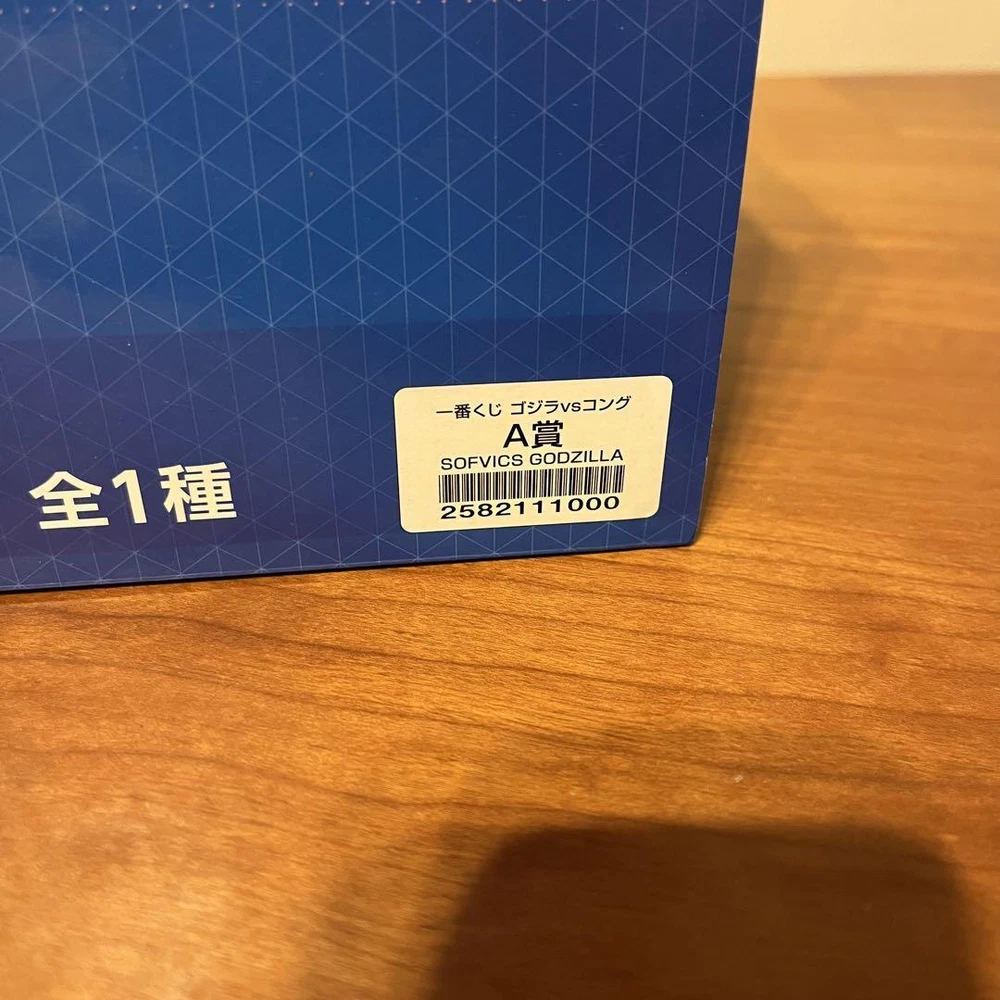 全1種
一番くじ ゴジラvsコング
A賞
SOFVICS GODZILLA
2582111000